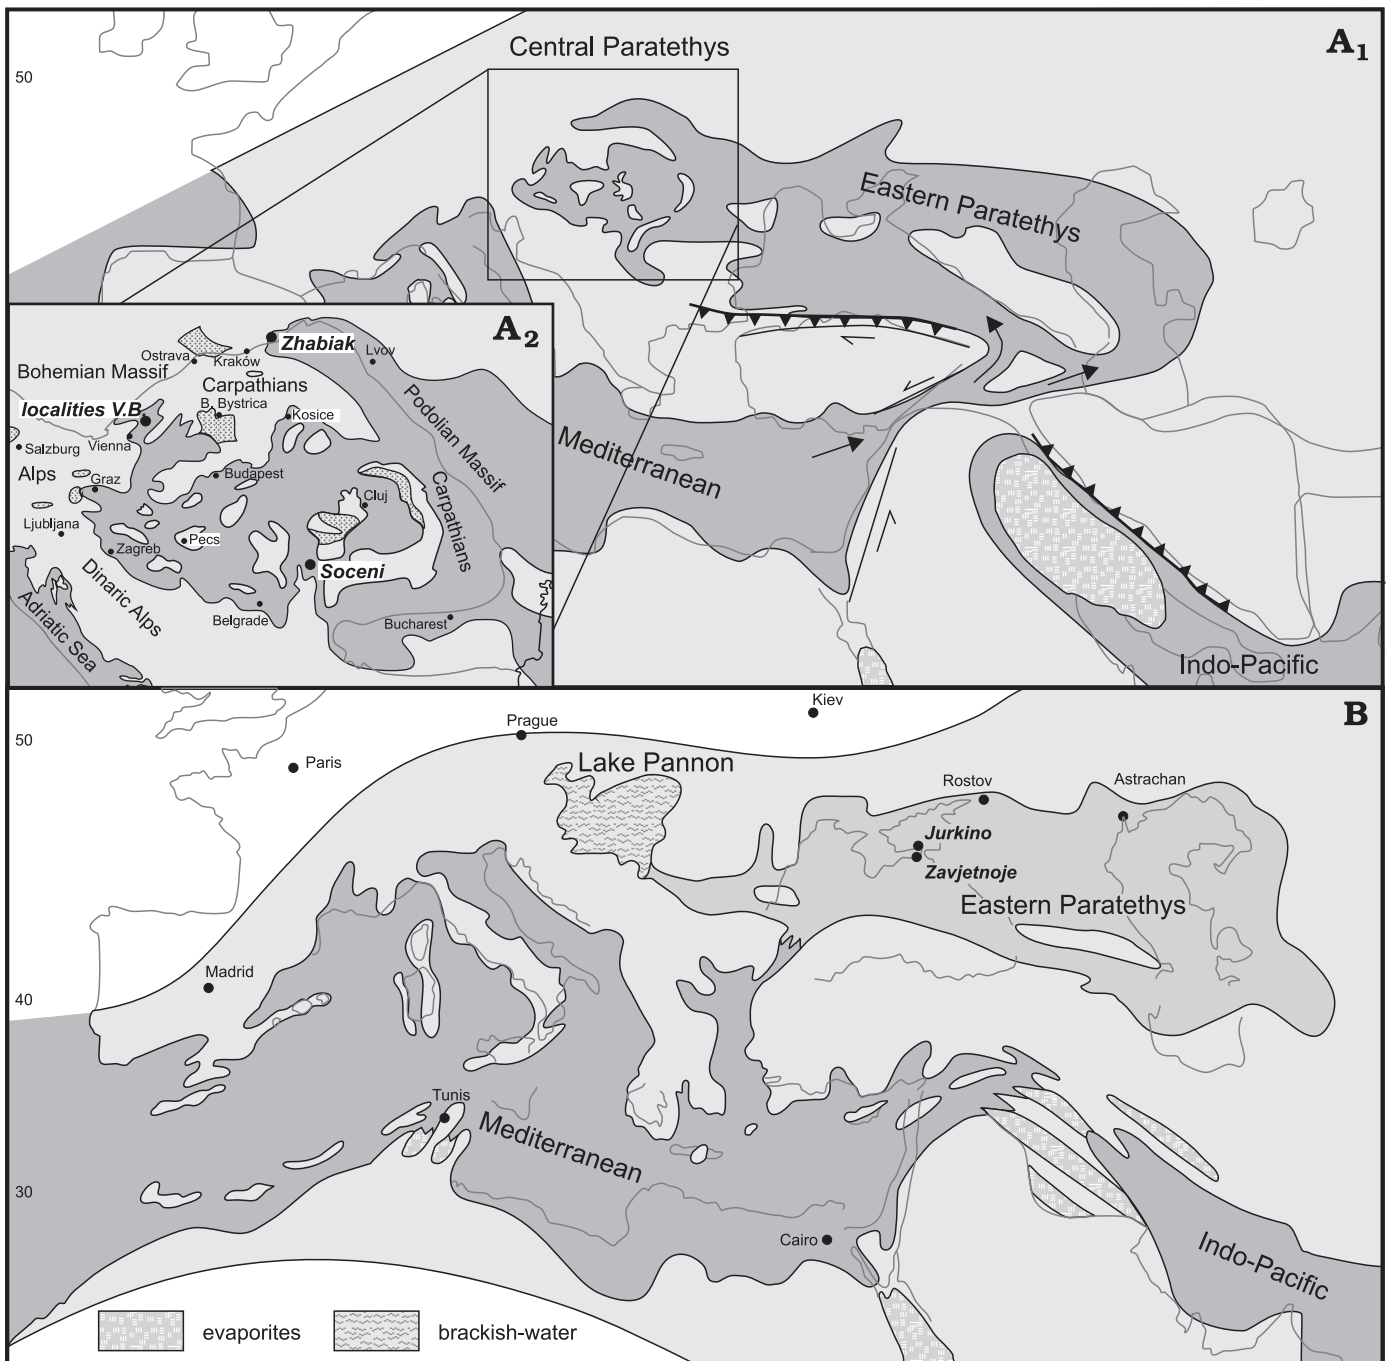 Central Paratethys
A1
50
Eastern Paratethys
A2
Zhabiak
Ostrava
Kraków
Lvov
Bohemian Massif
Carpathians
localities V.B.
B. Bystrica
Kosice
Podolian Massif
Vienna
Salzburg
Alps
Budapest
Graz
Cluj
Carpathians
Ljubljana
Pecs
Zagreb
Soceni
Dinaric Alps
Adriatic Sea
Belgrade
Bucharest
Mediterranean
Indo-Pacific
B
Kiev
50
Prague
Paris
Lake Pannon
Rostov
Astrachan
Jurkino
Zavjetnoje
Eastern Paratethys
Madrid
40
Tunis
Mediterranean
30
Cairo
Indo-Pacific
evaporites
brackish-water